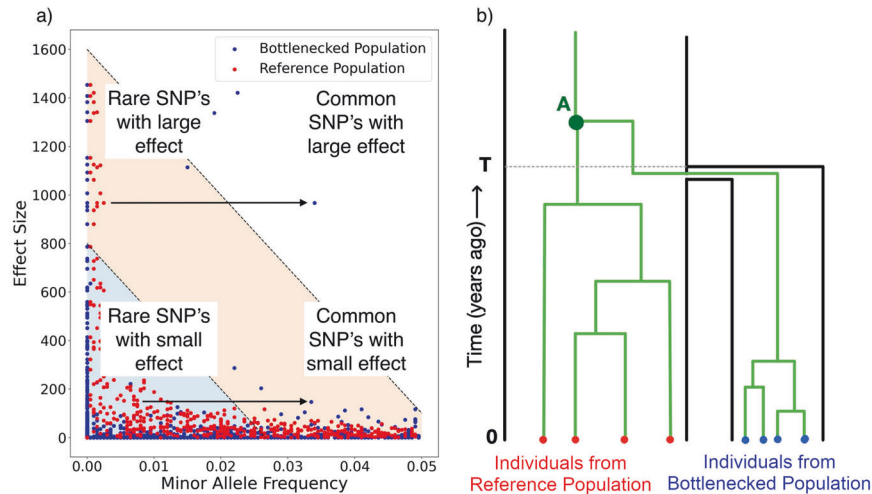 a)
1600
1400
1200
1000
800
600
400
200
0
Effect Size
Bottlenecked Population
Reference Population
Rare SNP's
with large
effect
Common
SNP's with
large effect
Rare SNP's
with small
effect
Common
SNP's with
small effect
0.00 0.01 0.02 0.03 0.04 0.05
Minor Allele Frequency
b)
A
T
Time (years ago)
0
Individuals from
Reference Population
Individuals from
Bottlenecked Population